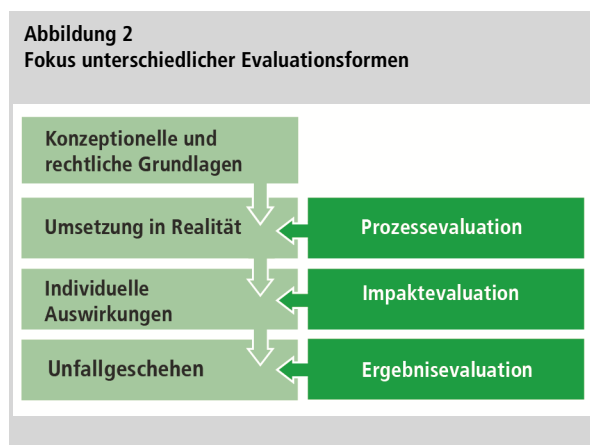 Abbildung 2
Fokus unterschiedlicher Evaluationsformen
Konzeptionelle und
rechtliche Grundlagen
Umsetzung in Realität
Prozessevaluation
Individuelle
Auswirkungen
Impaktevaluation
Unfallgeschehen
Ergebnisevaluation